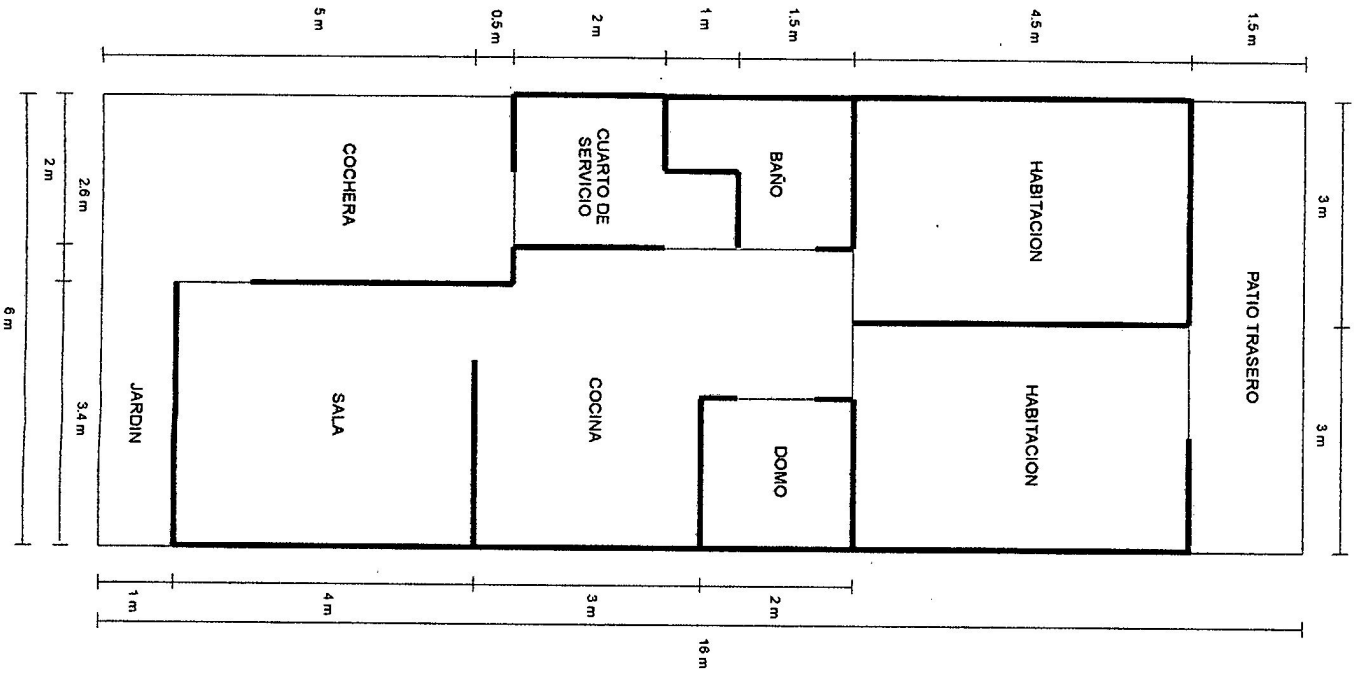 5 m
0.5 m
2 m
1 m
1.5 m
4.5 m
1.5 m
COCHERA
CUARTO DE
SERVICIO
BAÑO
HABITACION
PATIO TRASERO
3 m
3 m
2 m
2.6 m
3.4 m
6 m
JARDIN
SALA
COCINA
DOMO
HABITACION
1 m
4 m
3 m
2 m
16 m